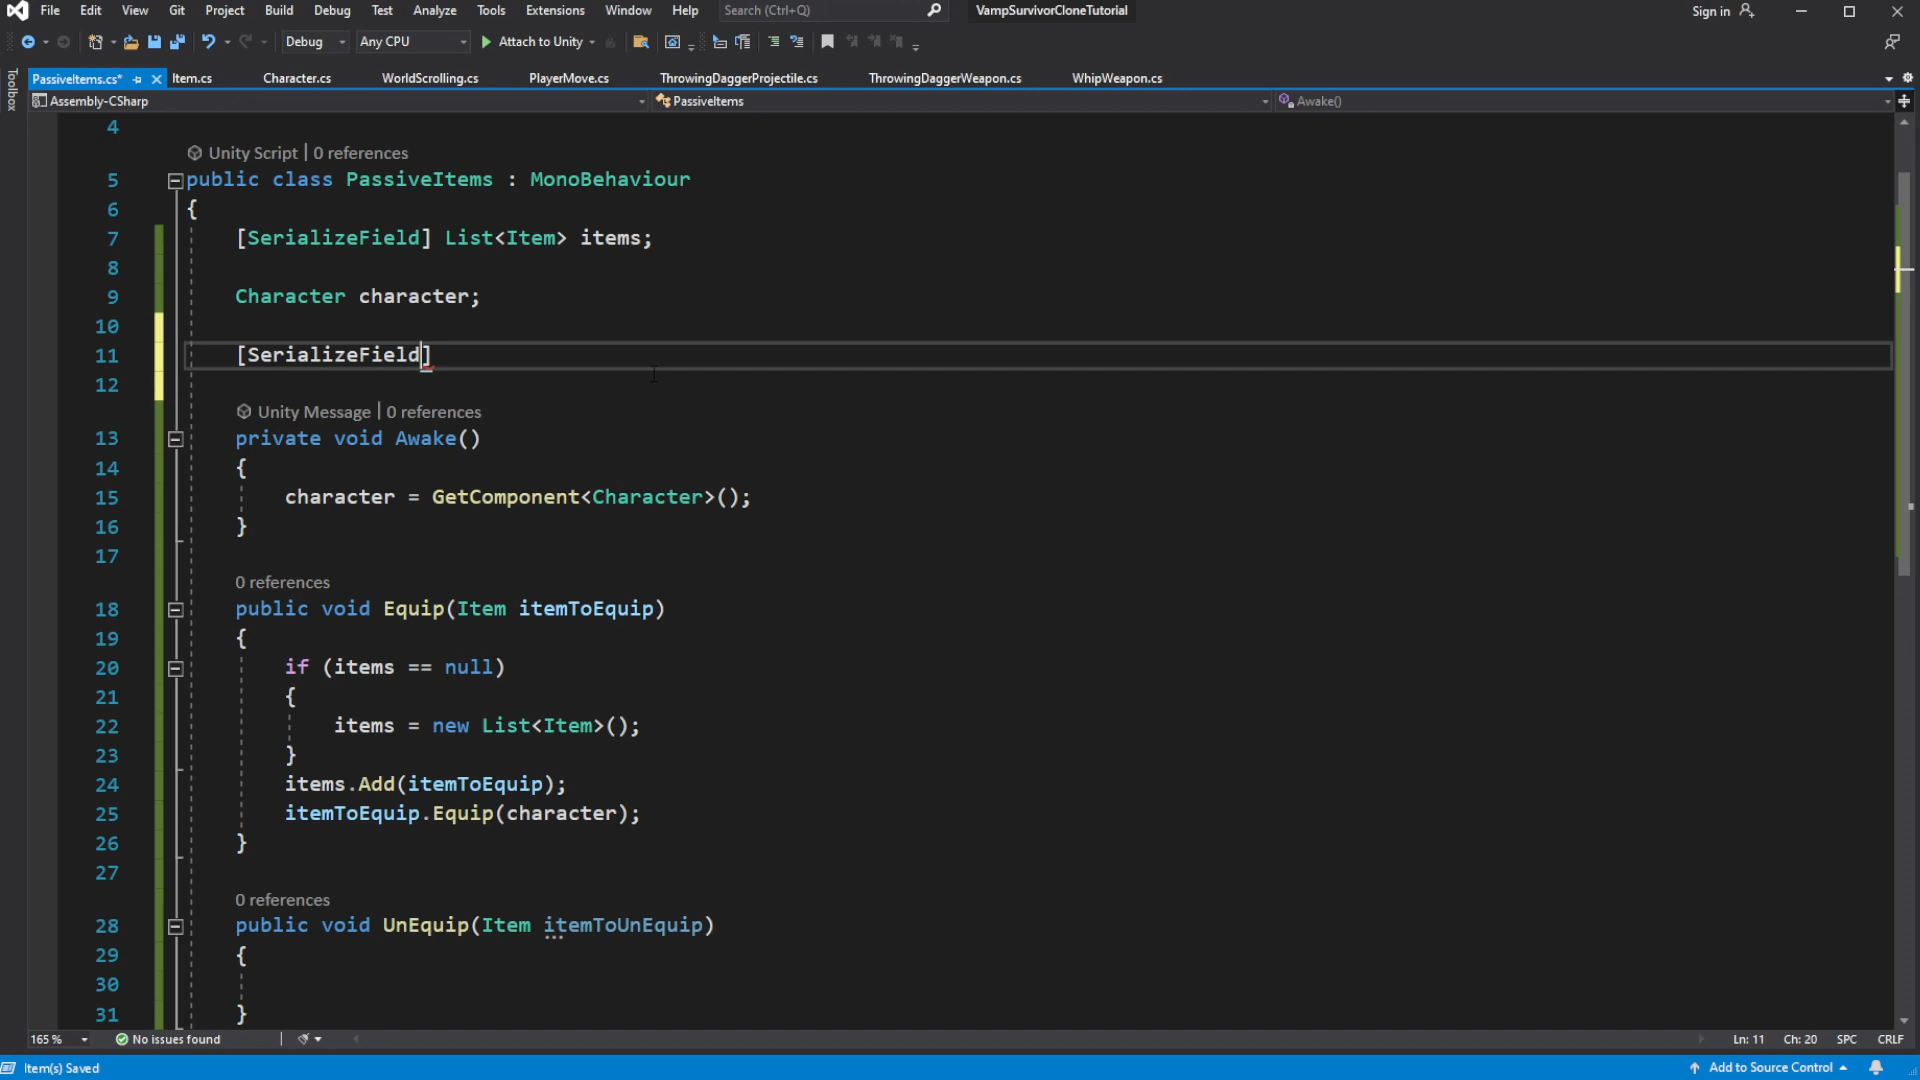 File Edit View Git Project Build Debug Test Analyze Tools Extensions Window Help Search (Ctrl+Q) VampSurvivorCloneTutorial Sign in
Debug Any CPU Attach to Unity
Toolbox
PassiveItems.cs* Item.cs Character.cs WorldScrolling.cs PlayerMove.cs ThrowingDaggerProjectile.cs ThrowingDaggerWeapon.cs WhipWeapon.cs
Assembly-CSharp PassiveItems Awake()
4
Unity Script | 0 references
5 public class PassiveItems : MonoBehaviour
6 {
7 [SerializeField] List<Item> items;
8
9 Character character;
10
11 [SerializeField]
12
Unity Message | 0 references
13 private void Awake()
14 {
15 character = GetComponent<Character>();
16 }
17
0 references
18 public void Equip(Item itemToEquip)
19 {
20 if (items == null)
21 {
22 items = new List<Item>();
23 }
24 items.Add(itemToEquip);
25 itemToEquip.Equip(character);
26 }
27
0 references
28 public void UnEquip(Item itemToUnEquip)
29 {
30
31 }
165 % No issues found Ln: 11 Ch: 20 SPC CRLF
Item(s) Saved Add to Source Control